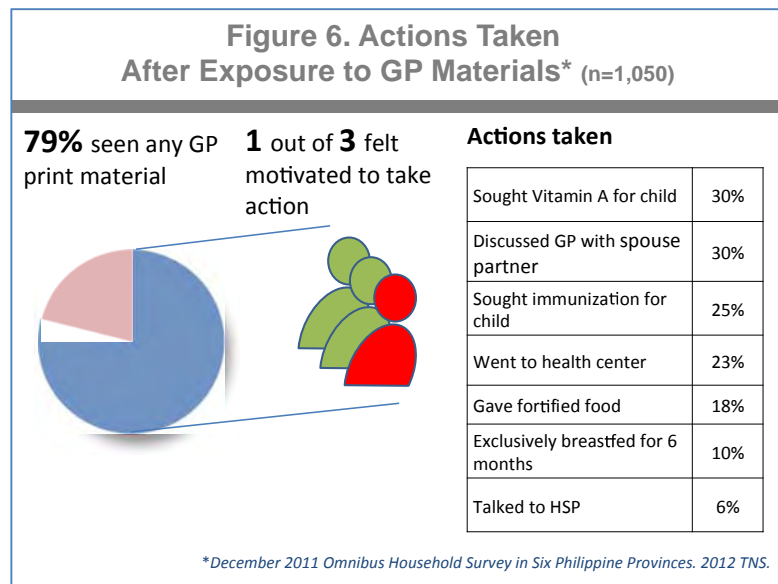 Figure 6. Actions Taken
After Exposure to GP Materials* (n=1,050)
79% seen any GP
print material
1 out of 3 felt
motivated to take
action
Actions taken
Sought Vitamin A for child 30%
Discussed GP with spouse
partner 30%
Sought immunization for
child 25%
Went to health center 23%
Gave fortified food 18%
Exclusively breastfed for 6
months 10%
Talked to HSP 6%
*December 2011 Omnibus Household Survey in Six Philippine Provinces. 2012 TNS.